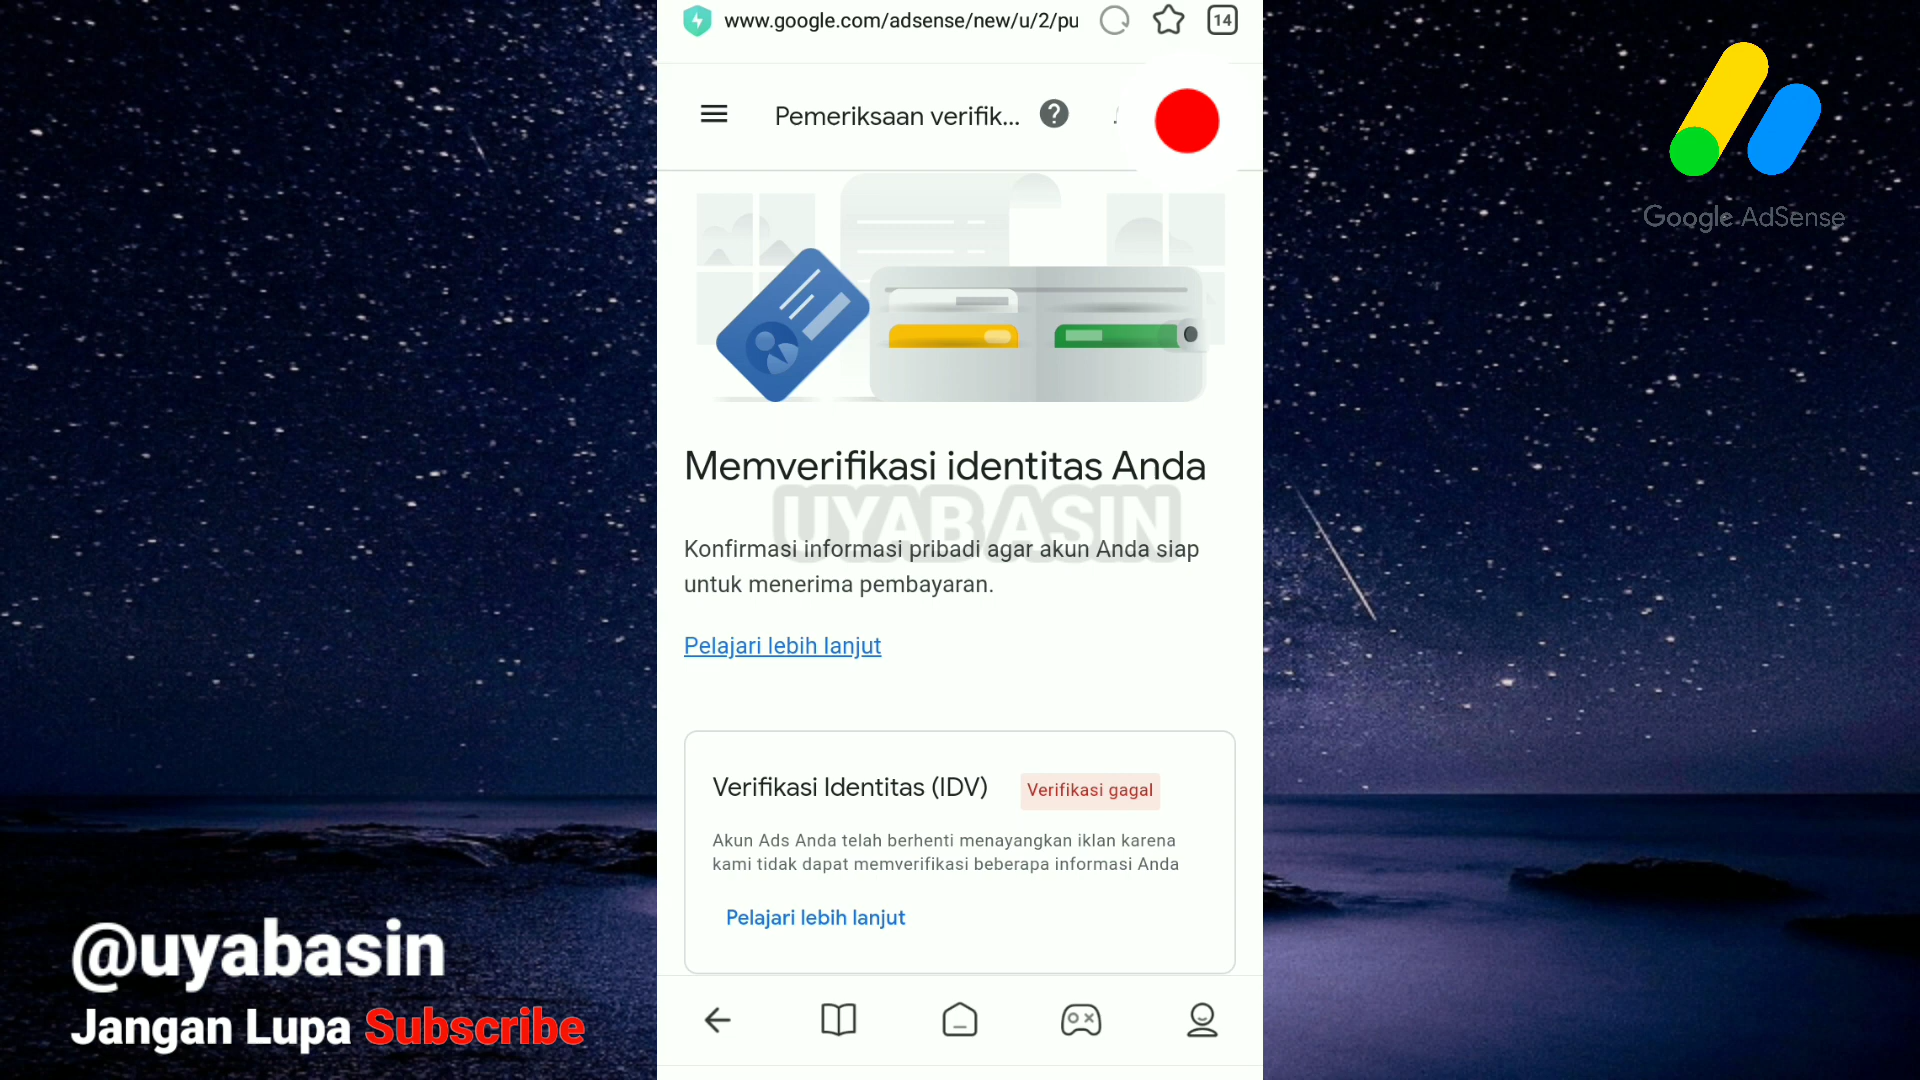 www.google.com/adsense/new/u/2/pu
14
Pemeriksaan verifik...
Google AdSense
Memverifikasi identitas Anda
UYABASIN
Konfirmasi informasi pribadi agar akun Anda siap
untuk menerima pembayaran.
Pelajari lebih lanjut
Verifikasi Identitas (IDV)
Verifikasi gagal
Akun Ads Anda telah berhenti menayangkan iklan karena
kami tidak dapat memverifikasi beberapa informasi Anda
Pelajari lebih lanjut
@uyabasin
Jangan Lupa Subscribe